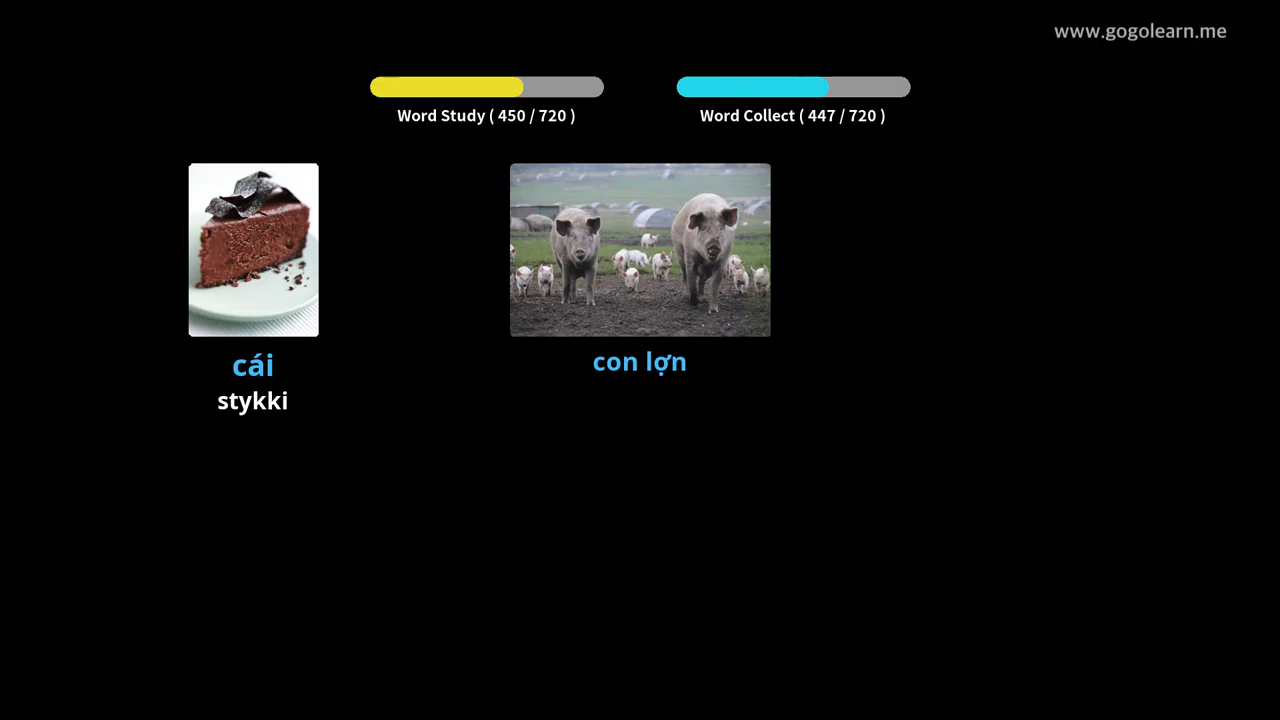 www.gogolearn.me
Word Study ( 450 / 720 )
Word Collect ( 447 / 720 )
cái
stykki
con lợn